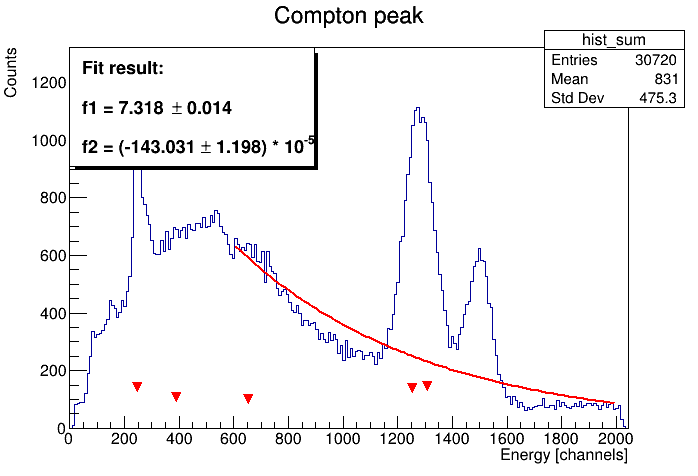 Compton peak
hist_sum
Entries 30720
Mean 831
Std Dev 475.3
Fit result:
f1 = 7.318 ± 0.014
f2 = (-143.031 ± 1.198) * 10^-5
Counts
1200
1000
800
600
400
200
0
0 200 400 600 800 1000 1200 1400 1600 1800 2000
Energy [channels]